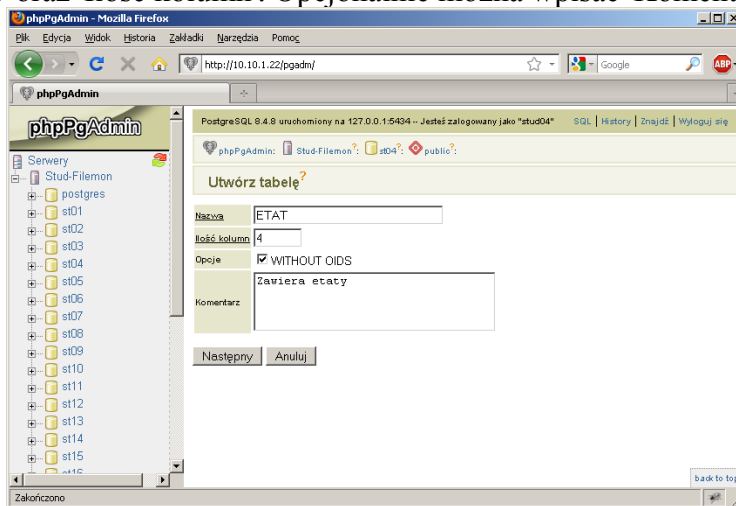 oraz Ilość kolumn . Opcjonalnie można wpisać Koment
phpPgAdmin - Mozilla Firefox
Plik Edycja Widok Historia Zakładki Narzędzia Pomoc
http://10.10.1.22/pgadm/ Google ABP
phpPgAdmin
phpPgAdmin
PostgreSQL 8.4.8 uruchomiony na 127.0.0.1:5434 -- Jesteś zalogowany jako "stud04" SQL | History | Znajdź | Wyloguj się
phpPgAdmin: Stud-Filemon?: st04?: public?:
Utwórz tabelę?
Serwery
Stud-Filemon
postgres
st01
st02
st03
st04
st05
st06
st07
st08
st09
st10
st11
st12
st13
st14
st15
st16
Nazwa ETAT
Ilość kolumn 4
Opcje WITHOUT OIDS
Komentarz Zawiera etaty
Następny Anuluj
back to top
Zakończono